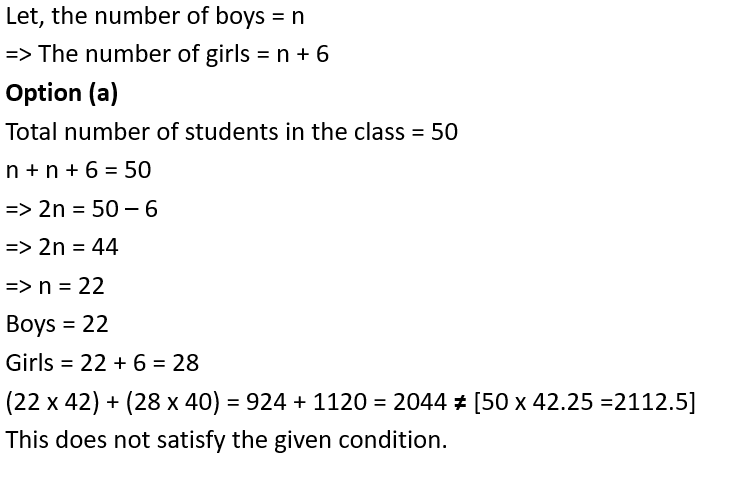 Let, the number of boys = n
=> The number of girls = n + 6
Option (a)
Total number of students in the class = 50
n + n + 6 = 50
=> 2n = 50 – 6
=> 2n = 44
=> n = 22
Boys = 22
Girls = 22 + 6 = 28
(22 x 42) + (28 x 40) = 924 + 1120 = 2044 ≠ [50 x 42.25 =2112.5]
This does not satisfy the given condition.